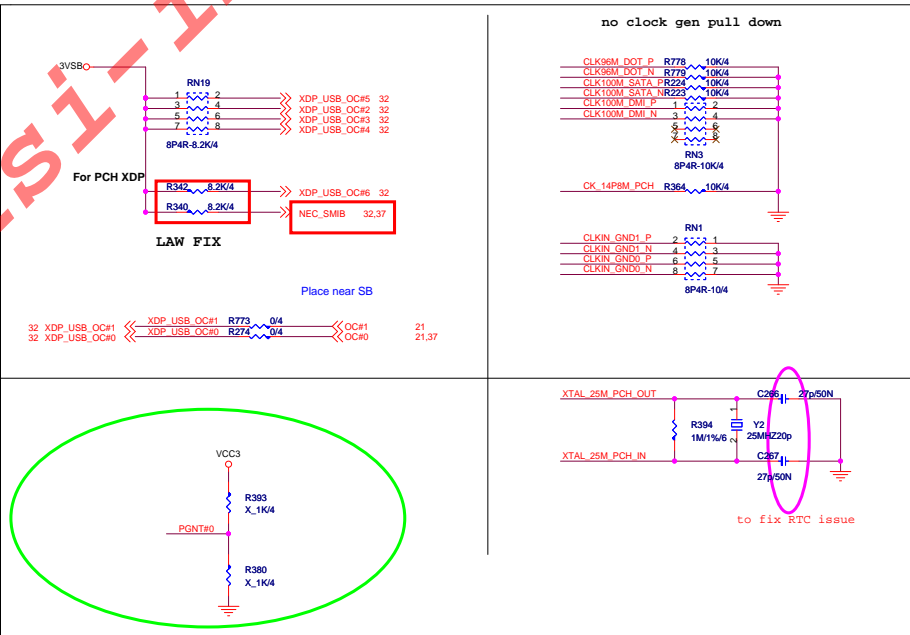 no clock gen pull down
3VSB
RN19
1 2 XDP_USB_OC#5 32
3 4 XDP_USB_OC#2 32
5 6 XDP_USB_OC#3 32
7 8 XDP_USB_OC#4 32
8P4R-8.2K/4
For PCH XDP
R342 8.2K/4 XDP_USB_OC#6 32
R340 8.2K/4 NEC_SMIB 32,37
LAW FIX
Place near SB
32 XDP_USB_OC#1 XDP_USB_OC#1 R773 0/4 OC#1 21
32 XDP_USB_OC#0 XDP_USB_OC#0 R274 0/4 OC#0 21,37
CLK96M_DOT_P R778 10K/4
CLK96M_DOT_N R779 10K/4
CLK100M_SATA_P R224 10K/4
CLK100M_SATA_N R223 10K/4
CLK100M_DMI_P 1 2
CLK100M_DMI_N 3 4
5 6
7 8
RN3
8P4R-10K/4
CK_14P8M_PCH R364 10K/4
RN1
CLKIN_GND1_P 2 1
CLKIN_GND1_N 4 3
CLKIN_GND0_P 6 5
CLKIN_GND0_N 8 7
8P4R-10/4
VCC3
R393
X_1K/4
PGNT#0
R380
X_1K/4
XTAL_25M_PCH_OUT C266 27p/50N
R394
1M/1%/6
1
Y2
25MHZ20p
2
XTAL_25M_PCH_IN C267
27p/50N
to fix RTC issue